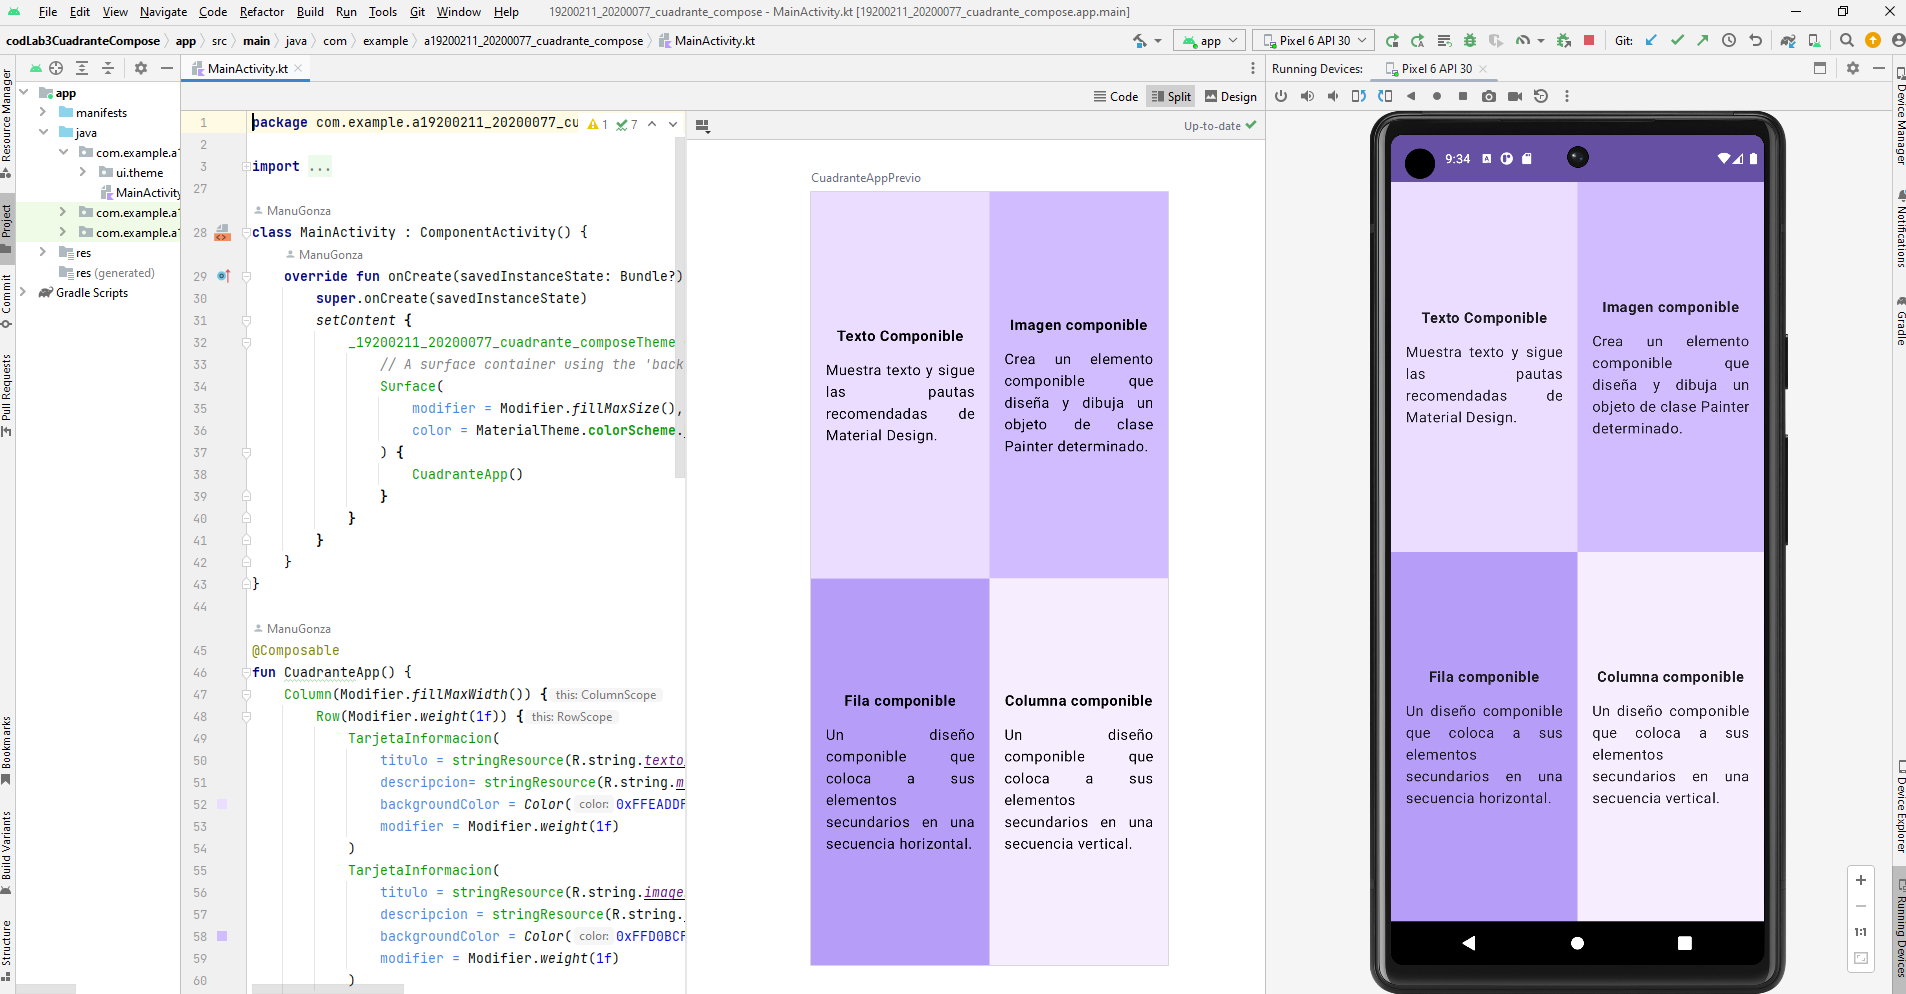 File Edit View Navigate Code Refactor Build Run Tools Git Window Help 19200211_20200077_cuadrante_compose - MainActivity.kt [19200211_20200077_cuadrante_compose.app.main]
codLab3CuadranteCompose app src main java com example a19200211_20200077_cuadrante_compose MainActivity.kt app Pixel 6 API 30 Git:
MainActivity.kt Running Devices: Pixel 6 API 30
Code Split Design
Resource Manager
Project
Commit
Pull Requests
Bookmarks
Build Variants
Structure
app
manifests
java
com.example.a1
ui.theme
MainActivity
com.example.a1
com.example.a1
res
res (generated)
Gradle Scripts
1 package com.example.a19200211_20200077_cu 1 7
2
3 import ...
27
ManuGonza
28 class MainActivity : ComponentActivity() {
ManuGonza
29 override fun onCreate(savedInstanceState: Bundle?)
30 super.onCreate(savedInstanceState)
31 setContent {
32 _19200211_20200077_cuadrante_composeTheme
33 // A surface container using the 'back
34 Surface(
35 modifier = Modifier.fillMaxSize(),
36 color = MaterialTheme.colorScheme.
37 ) {
38 CuadranteApp()
39 }
40 }
41 }
42 }
43 }
44
ManuGonza
45 @Composable
46 fun CuadranteApp() {
47 Column(Modifier.fillMaxWidth()) { this: ColumnScope
48 Row(Modifier.weight(1f)) { this: RowScope
49 TarjetaInformacion(
50 titulo = stringResource(R.string.texto
51 descripcion= stringResource(R.string.m
52 backgroundColor = Color( color: 0xFFEADDF
53 modifier = Modifier.weight(1f)
54 )
55 TarjetaInformacion(
56 titulo = stringResource(R.string.image
57 descripcion = stringResource(R.string.
58 backgroundColor = Color( color: 0xFFD0BCF
59 modifier = Modifier.weight(1f)
60 )
Up-to-date
CuadranteAppPrevio
Texto Componible
Muestra texto y sigue
las pautas
recomendadas de
Material Design.
Imagen componible
Crea un elemento
componible que
diseña y dibuja un
objeto de clase
Painter determinado.
Fila componible
Un diseño
componible que
coloca a sus
elementos
secundarios en una
secuencia horizontal.
Columna componible
Un diseño
componible que
coloca a sus
elementos
secundarios en una
secuencia vertical.
9:34
Texto Componible
Muestra texto y sigue
las pautas
recomendadas de
Material Design.
Imagen componible
Crea un elemento
componible que
diseña y dibuja un
objeto de clase Painter
determinado.
Fila componible
Un diseño componible
que coloca a sus
elementos
secundarios en una
secuencia horizontal.
Columna componible
Un diseño componible
que coloca a sus
elementos
secundarios en una
secuencia vertical.
1:1
Device Manager
Notifications
Gradle
Device Explorer
Running Devices